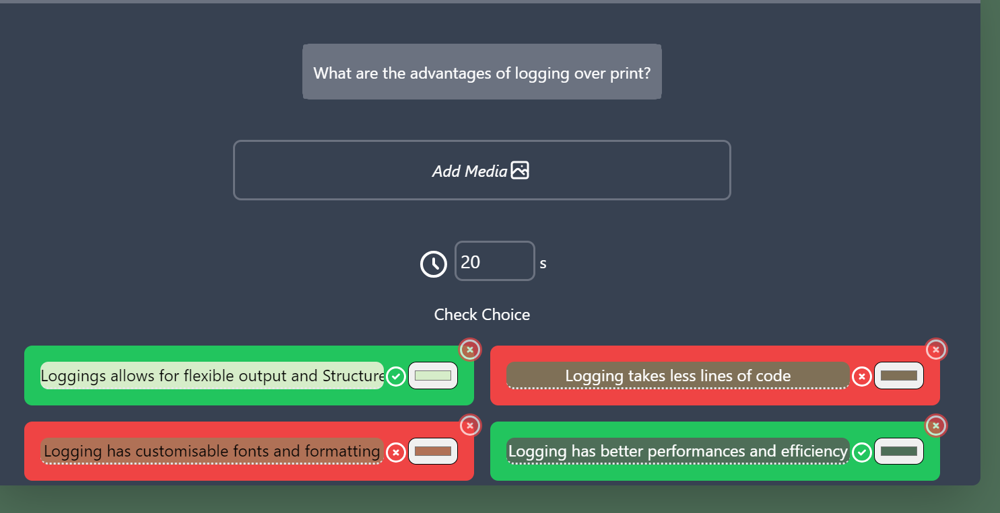 What are the advantages of logging over print?
Add Media
20 s
Check Choice
Loggings allows for flexible output and Structure
Logging takes less lines of code
Logging has customisable fonts and formatting
Logging has better performances and efficiency